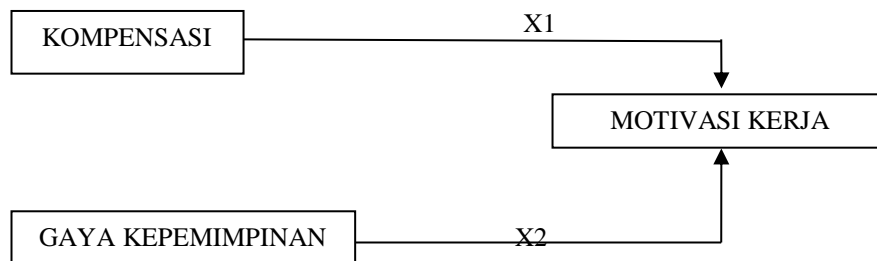 X1
KOMPENSASI
MOTIVASI KERJA
GAYA KEPEMIMPINAN
X2